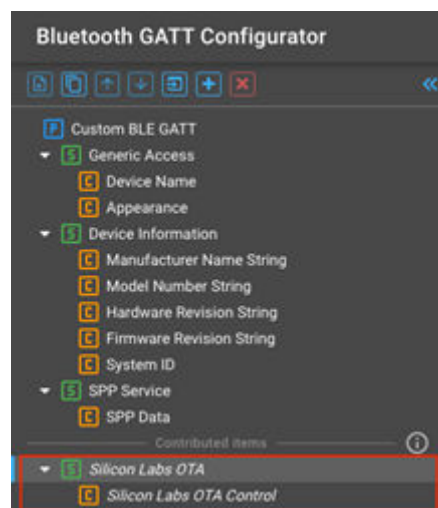 Bluetooth GATT Configurator
P Custom BLE GATT
S Generic Access
C Device Name
C Appearance
S Device Information
C Manufacturer Name String
C Model Number String
C Hardware Revision String
C Firmware Revision String
C System ID
S SPP Service
C SPP Data
Contributed items
S Silicon Labs OTA
C Silicon Labs OTA Control